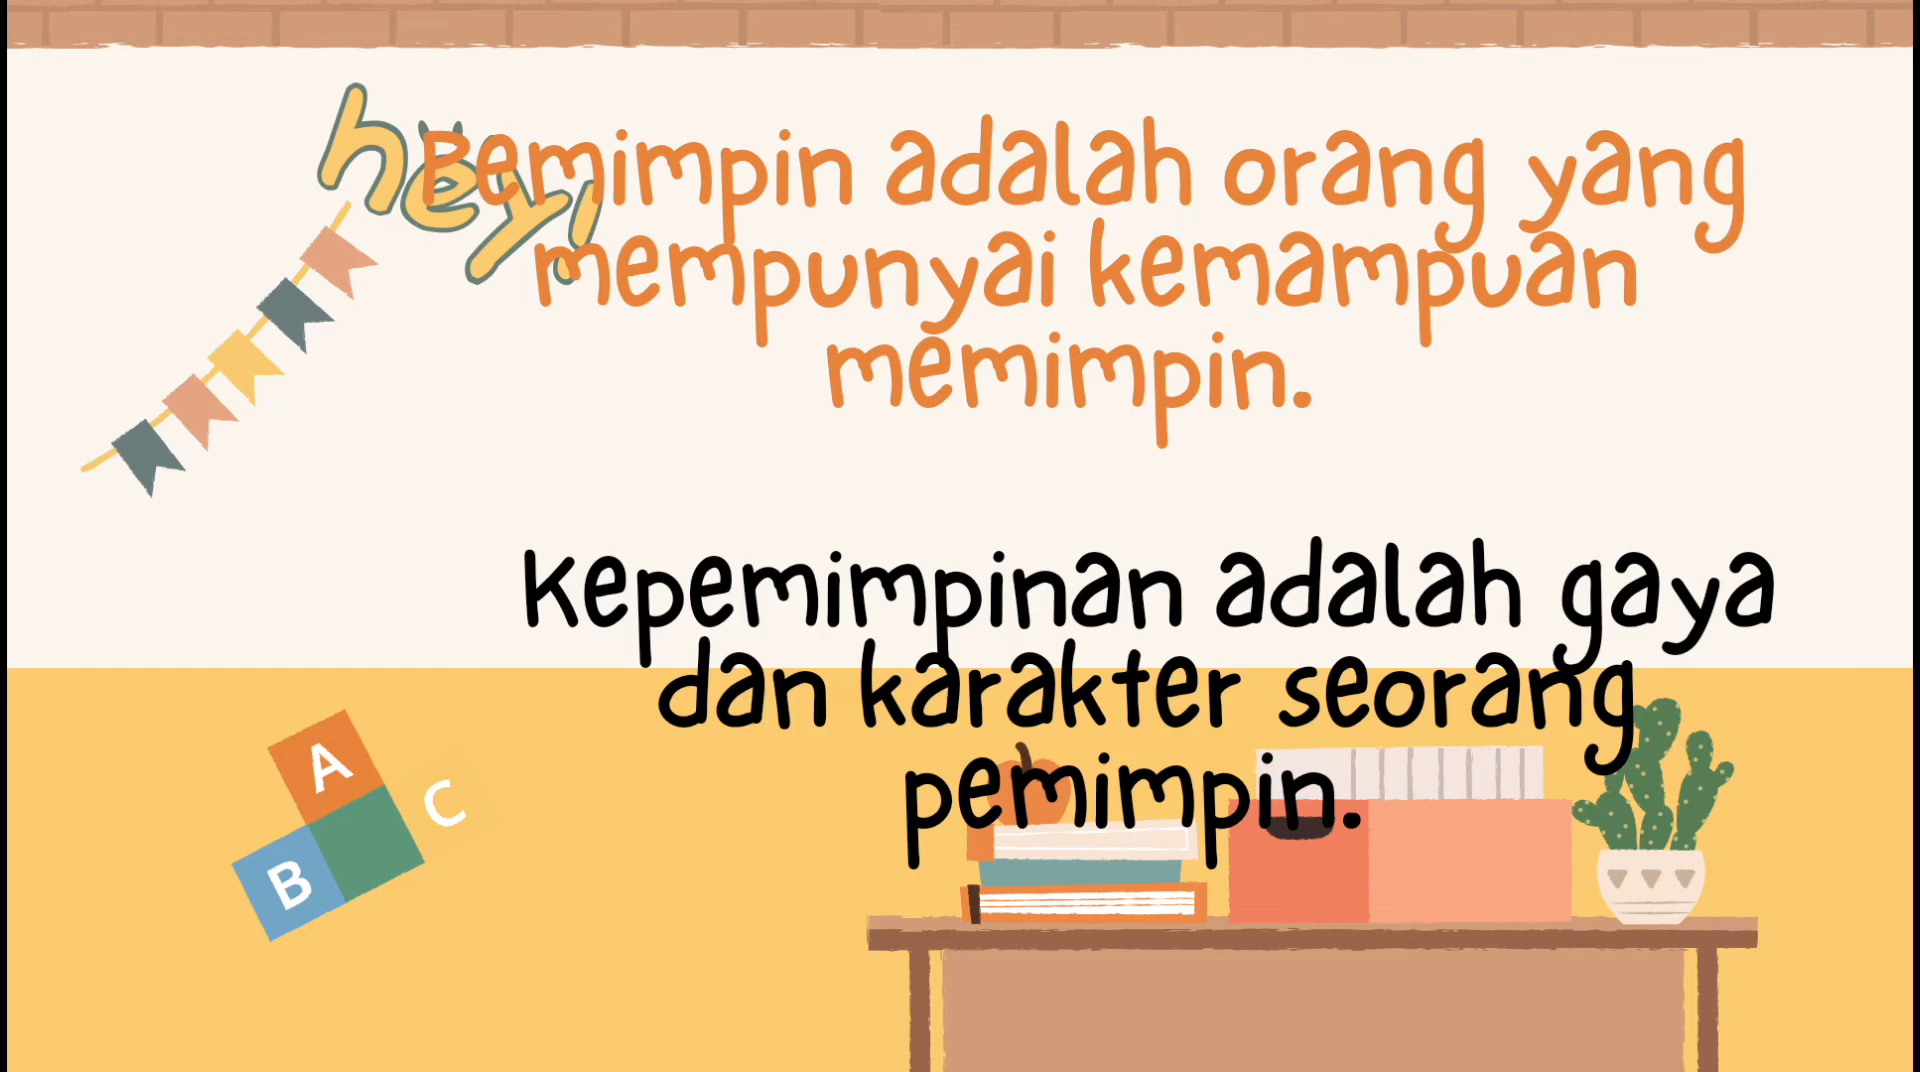 hey!
Pemimpin adalah orang yang
mempunyai kemampuan
memimpin.
Kepemimpinan adalah gaya
dan karakter seorang
pemimpin.
A
C
B